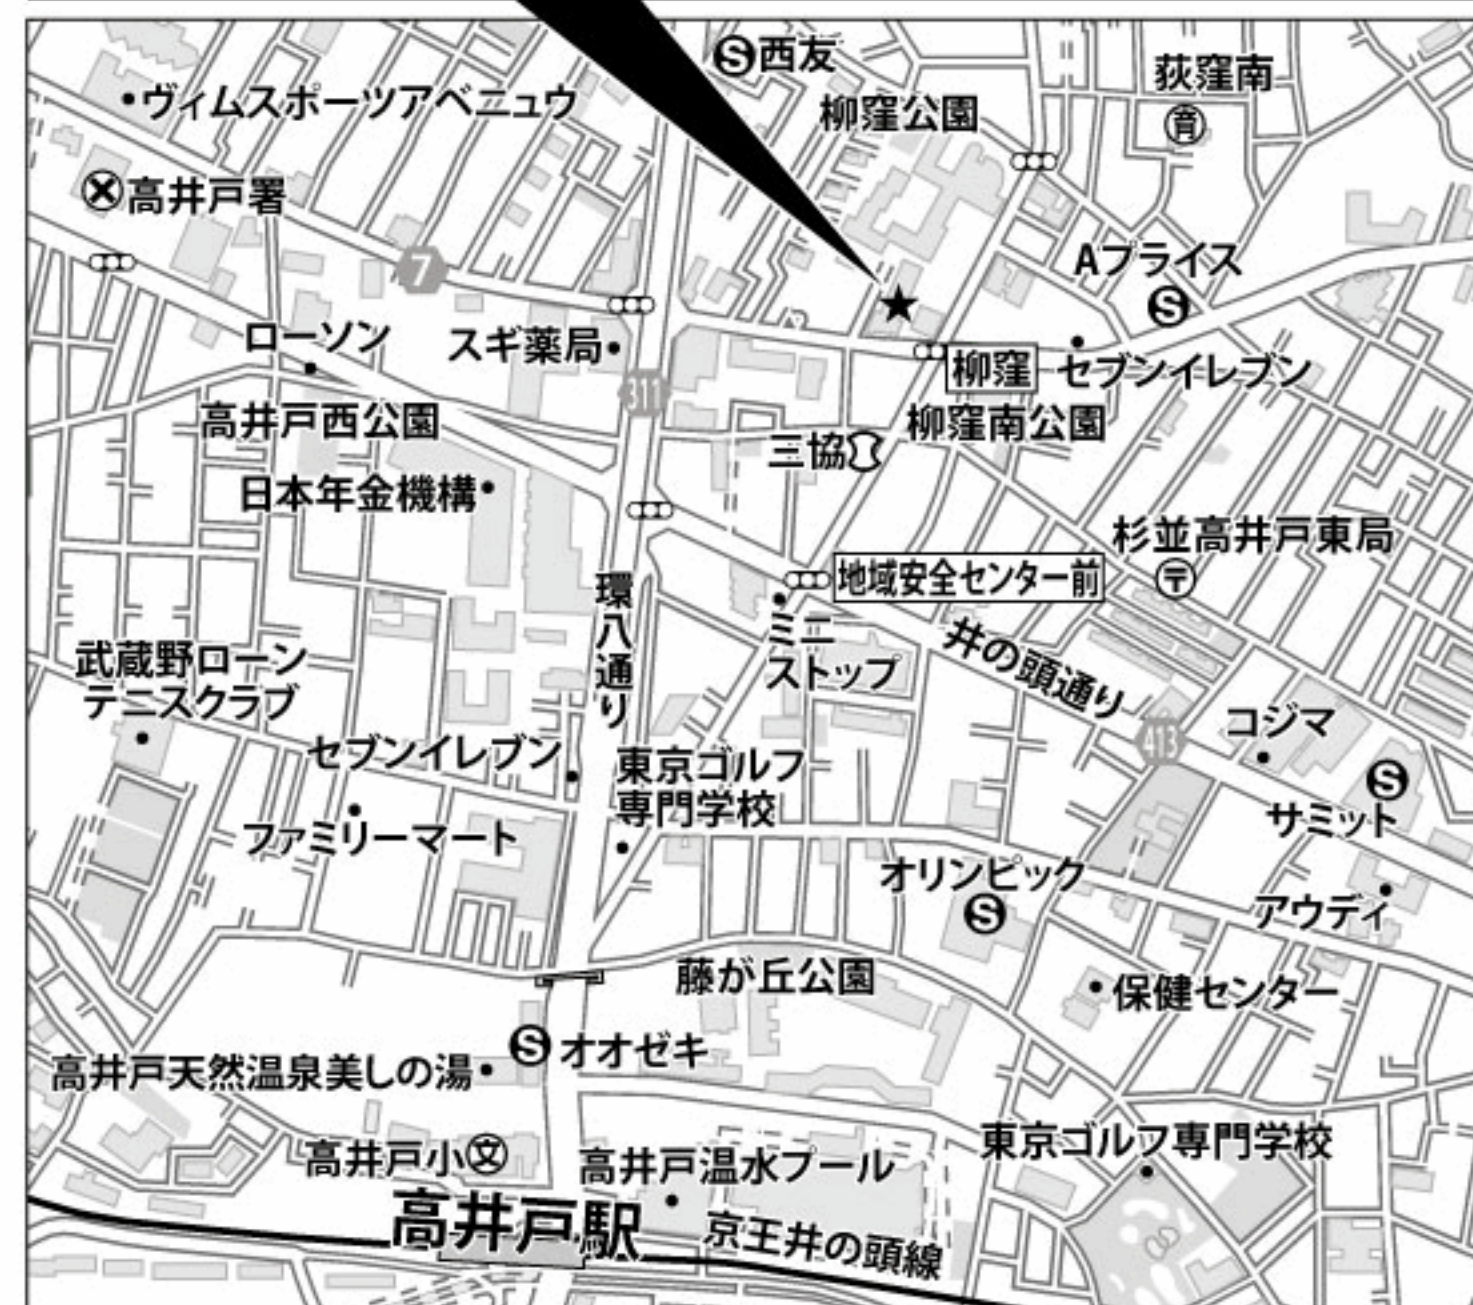 S西友
荻窪南
ヴィムスポーツアベニュウ
柳窪公園
育
高井戸署
7
Aプライス
S
ローソン
スギ薬局
柳窪
セブンイレブン
311
高井戸西公園
柳窪南公園
三協
日本年金機構
杉並高井戸東局
〒
地域安全センター前
環八通り
ミニ
ストップ
井の頭通り
武蔵野ローン
テニスクラブ
413
コジマ
セブンイレブン
東京ゴルフ
専門学校
S
サミット
ファミリーマート
オリンピック
S
アウディ
藤が丘公園
保健センター
Sオオゼキ
高井戸天然温泉美しの湯
高井戸小文
高井戸温水プール
東京ゴルフ専門学校
高井戸駅
京王井の頭線